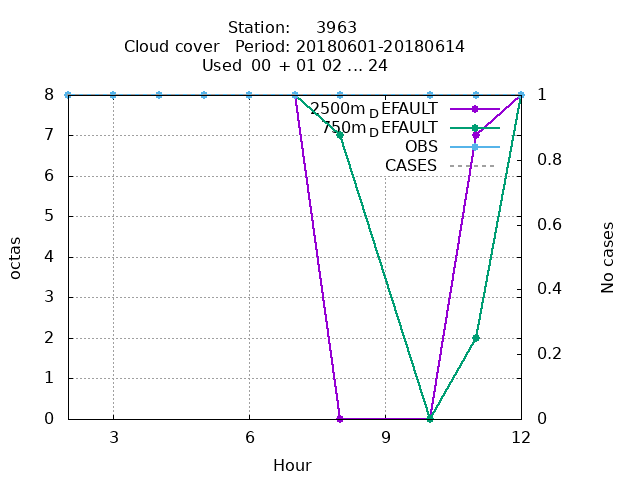 Station: 3963
Cloud cover Period: 20180601-20180614
Used 00 + 01 02 ... 24
8
7
6
5
4
3
2
1
0
1
0.8
0.6
0.4
0.2
0
2500m_DEFAULT
750m_DEFAULT
OBS
CASES
octas
No cases
3
6
9
12
Hour